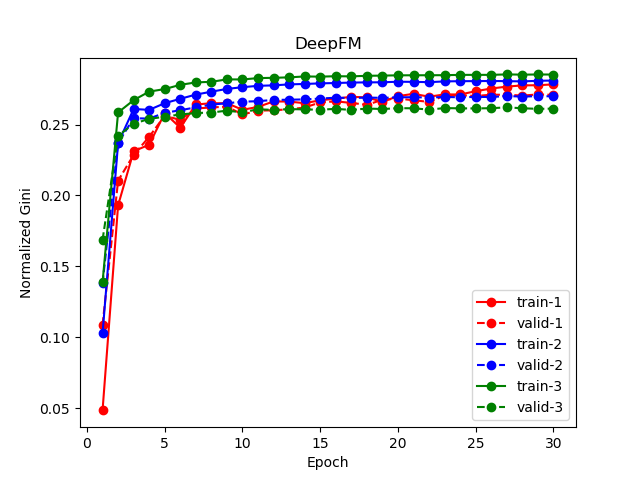 DeepFM
Normalized Gini
0.25
0.20
0.15
0.10
0.05
0
5
10
15
20
25
30
Epoch
train-1
valid-1
train-2
valid-2
train-3
valid-3